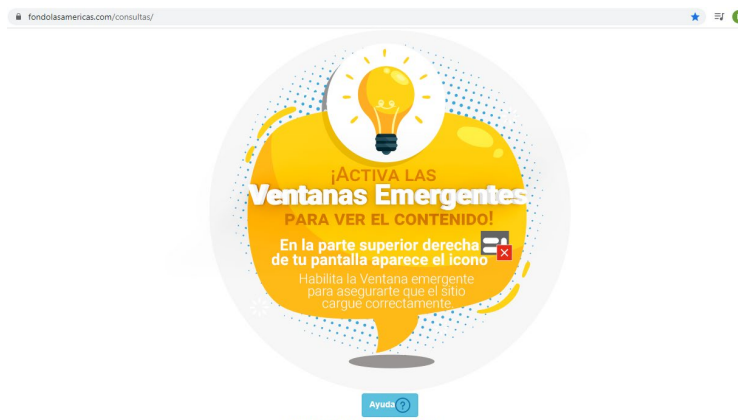 fondolasamericas.com/consultas/
¡ACTIVA LAS
Ventanas Emergentes
PARA VER EL CONTENIDO!
En la parte superior derecha
de tu pantalla aparece el icono
Habilita la Ventana emergente
para asegurarte que el sitio
cargue correctamente.
Ayuda?